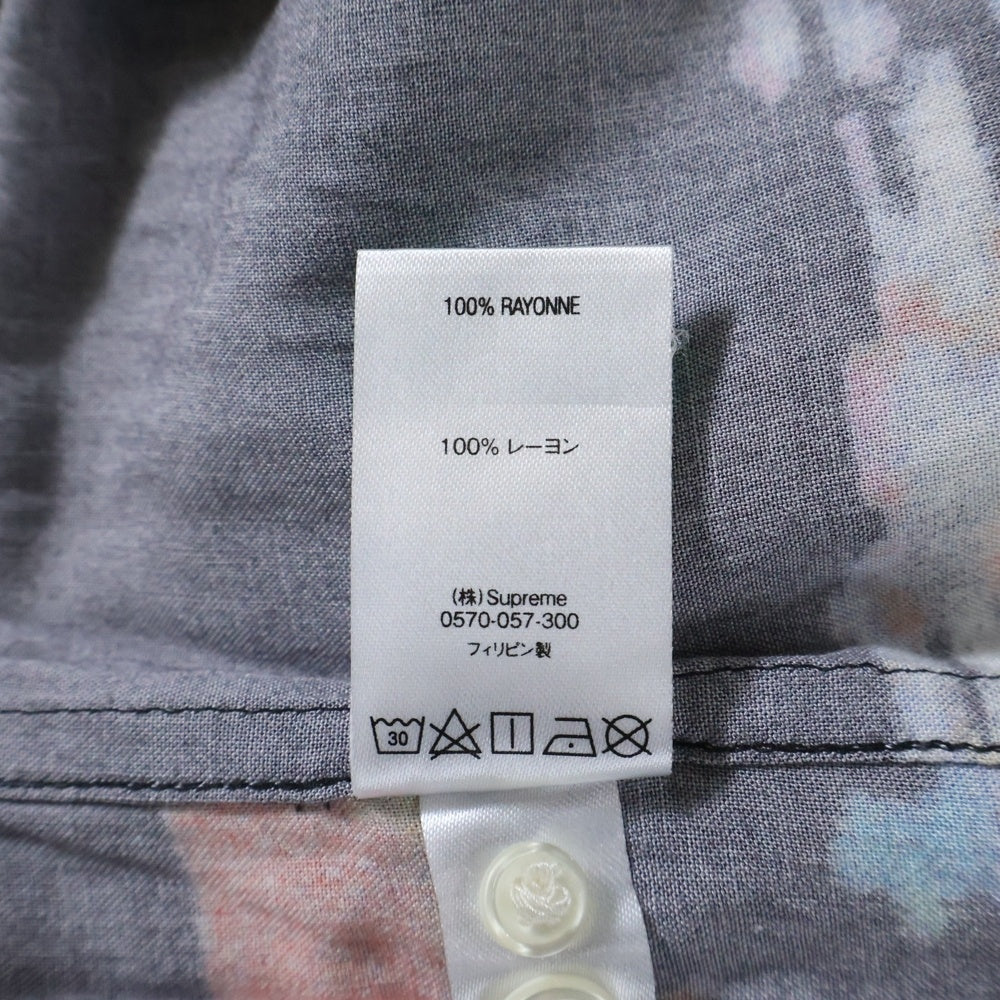 100% RAYONNE
100% レーヨン
(株) Supreme
0570-057-300
フィリピン製
30